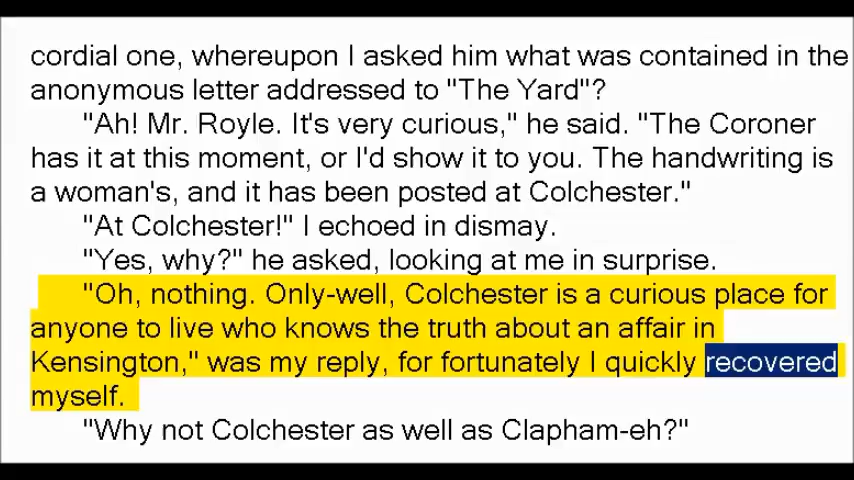 cordial one, whereupon I asked him what was contained in the
anonymous letter addressed to "The Yard"?
"Ah! Mr. Royle. It's very curious," he said. "The Coroner
has it at this moment, or I'd show it to you. The handwriting is
a woman's, and it has been posted at Colchester."
"At Colchester!" I echoed in dismay.
"Yes, why?" he asked, looking at me in surprise.
"Oh, nothing. Only-well, Colchester is a curious place for
anyone to live who knows the truth about an affair in
Kensington," was my reply, for fortunately I quickly recovered
myself.
"Why not Colchester as well as Clapham-eh?"